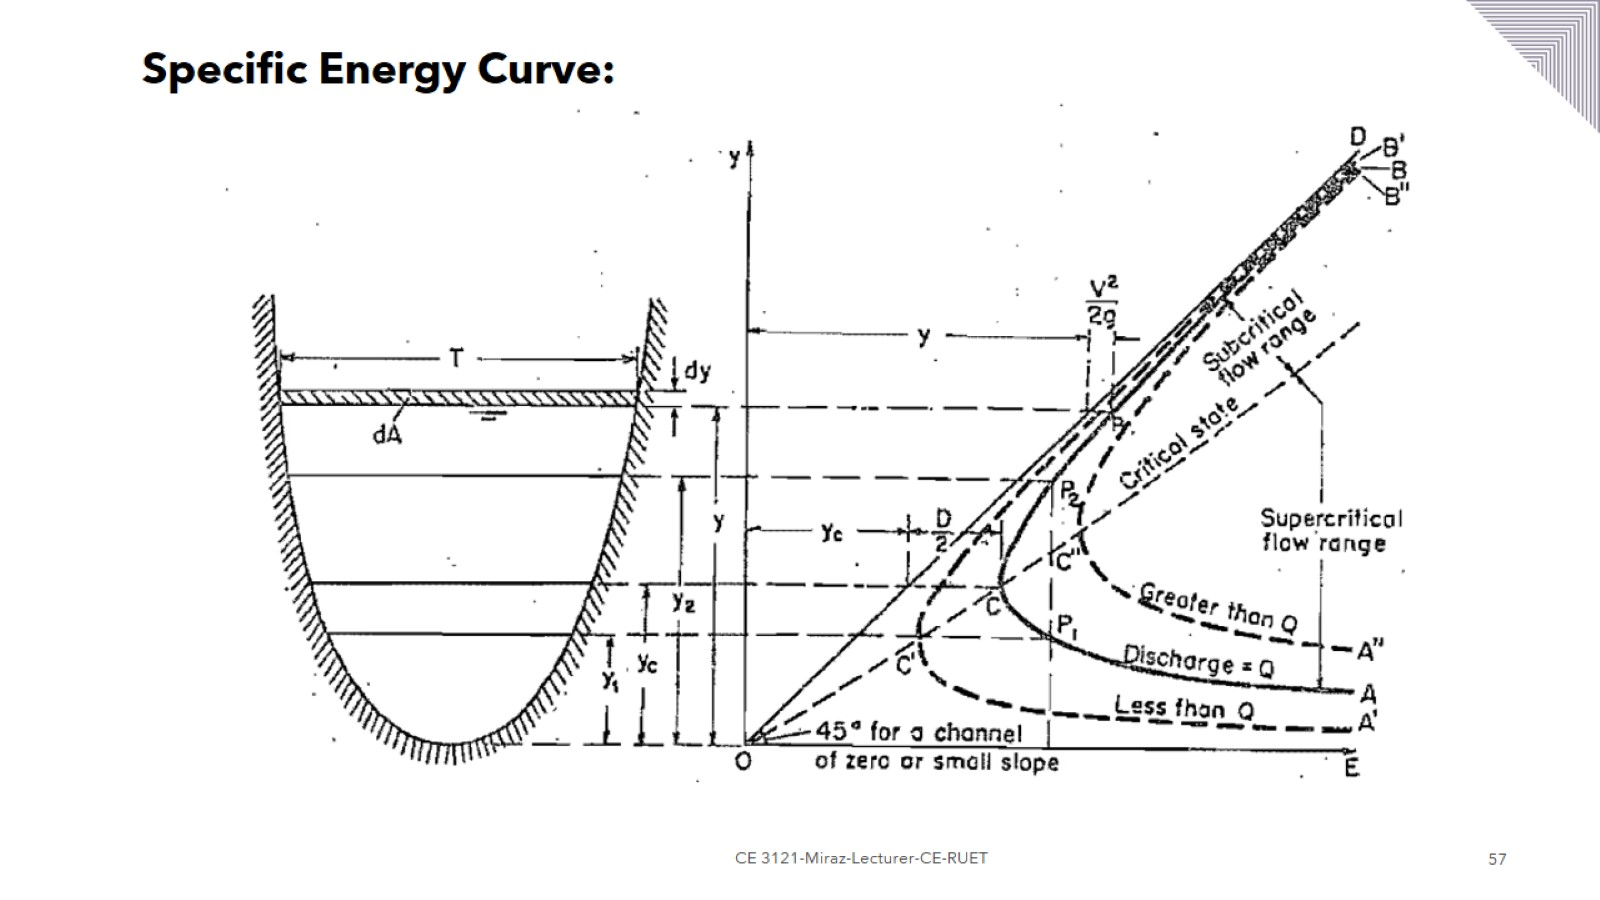 Specific Energy Curve:
y
D
B'
B
B"
V²
2g
y
Subcritical
flow range
T
dy
dA
P
Critical state
P₂
Supercritical
flow range
y
yc
D
2
C"
y₂
C
Greater than Q
P₁
yc
C'
y₁
A"
Discharge = Q
A
Less than Q
A'
45° for a channel
of zero or small slope
O
E
CE 3121-Miraz-Lecturer-CE-RUET
57